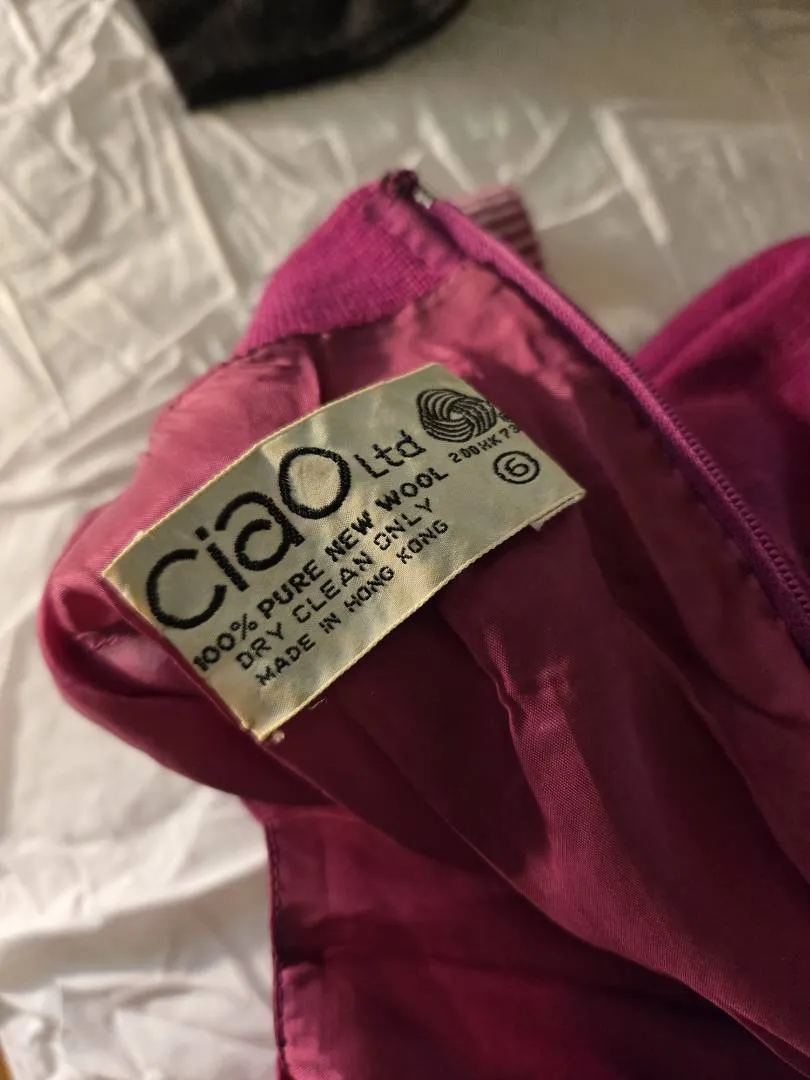 ciao Ltd
200HK73
6
100% PURE NEW WOOL
DRY CLEAN ONLY
MADE IN HONG KONG